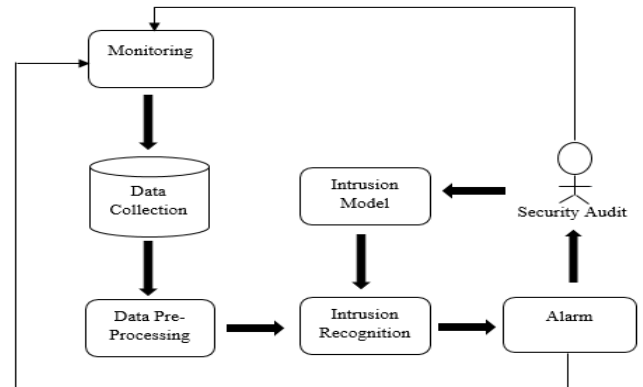 Monitoring
Data
Collection
Intrusion
Model
Security Audit
Data Pre-
Processing
Intrusion
Recognition
Alarm